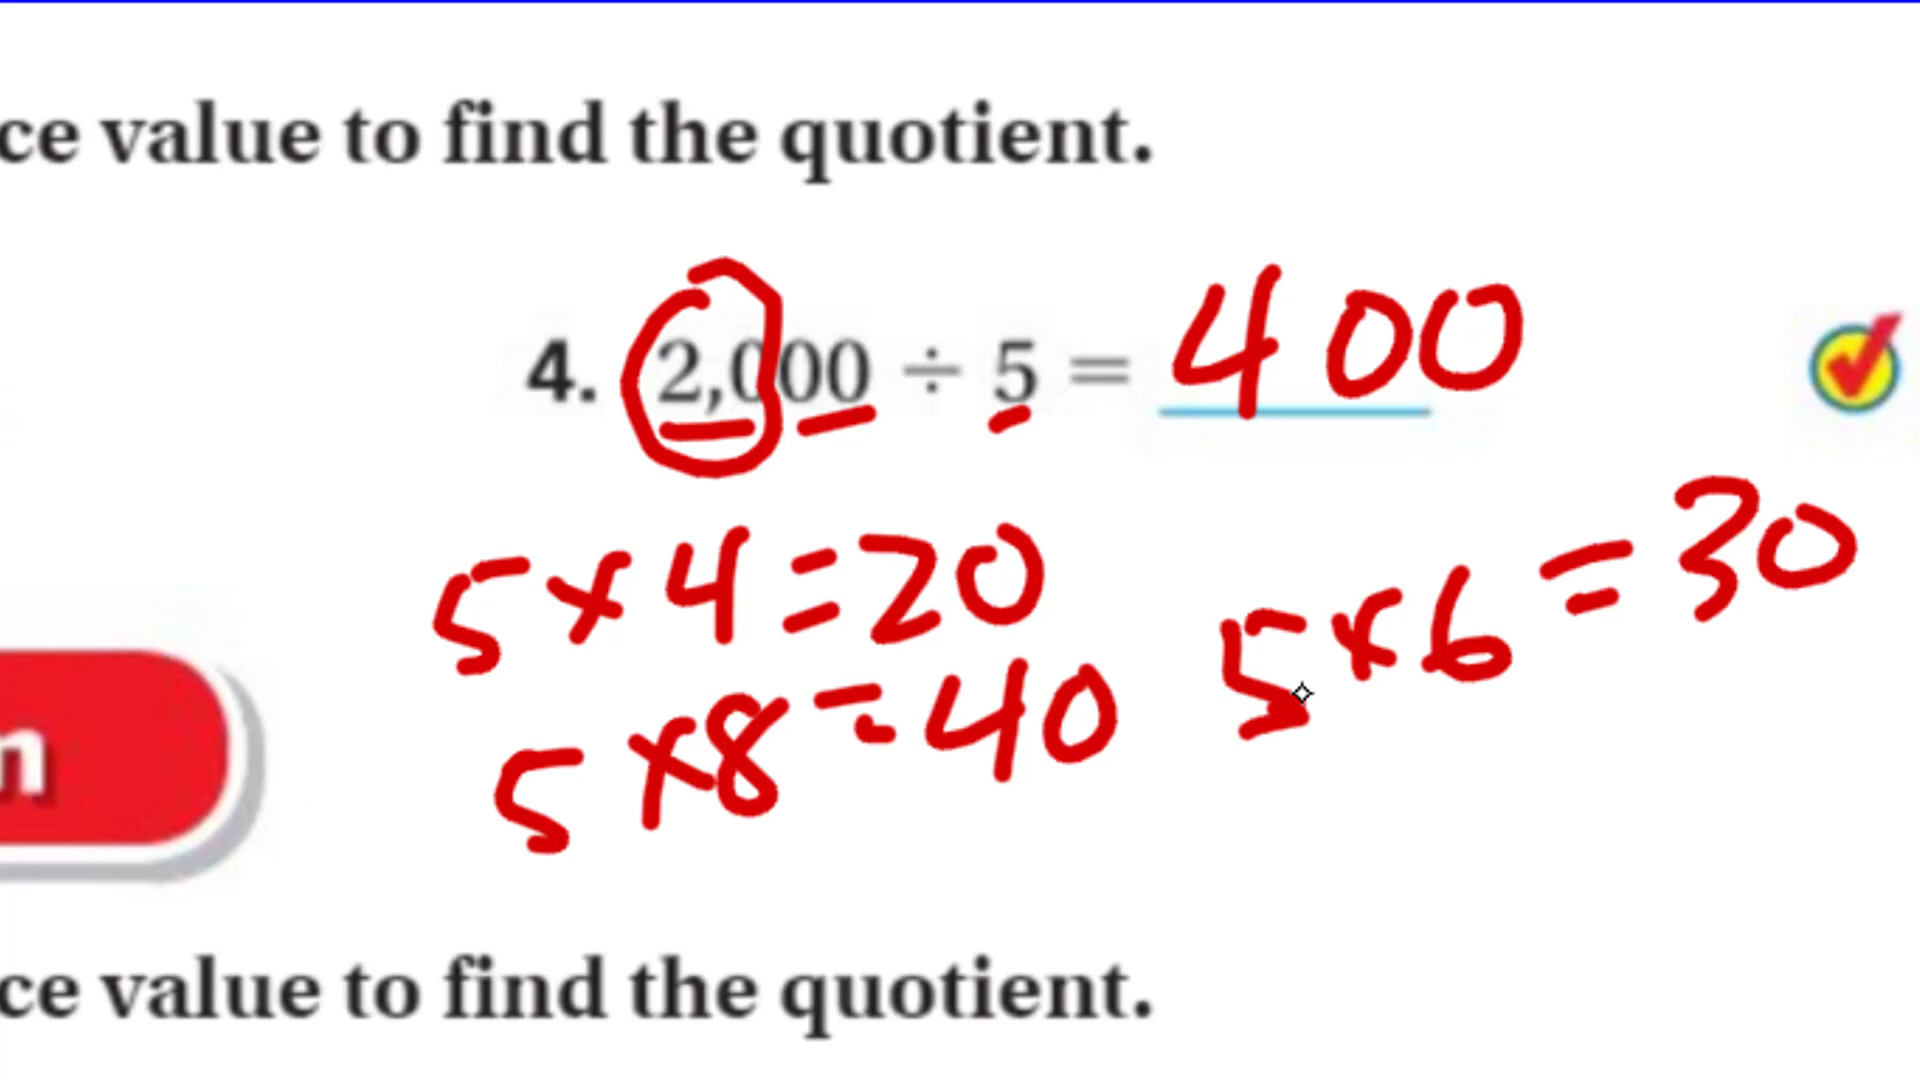 ce value to find the quotient.
4. 2,000 ÷ 5 = 400
5 x 4 = 20
5 x 6 = 30
5 x 8 = 40
n
ce value to find the quotient.